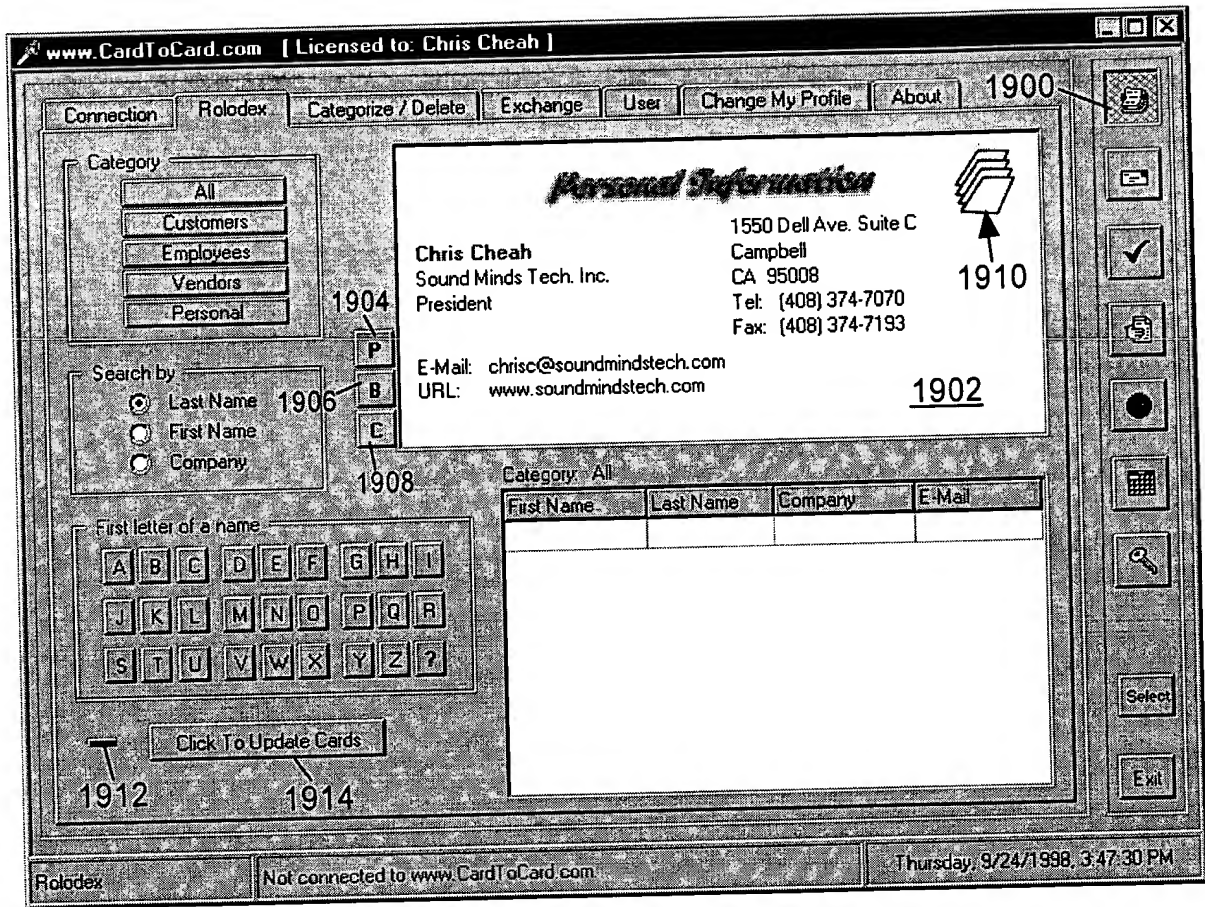 www.CardToCard.com [ Licensed to: Chris Cheah ]
Connection Rolodex Categorize / Delete Exchange User Change My Profile About 1900
Category
All
Customers
Employees
Vendors
Personal
Personal Information
1910
Chris Cheah
Sound Minds Tech. Inc.
President
1550 Dell Ave. Suite C
Campbell
CA 95008
Tel: (408) 374-7070
Fax: (408) 374-7193
E-Mail: chrisc@soundmindstech.com
URL: www.soundmindstech.com
1902
1904
P
1906
B
C
1908
Search by
Last Name
First Name
Company
First letter of a name
A B C D E F G H I
J K L M N O P Q R
S T U V W X Y Z ?
Category: All
First Name Last Name Company E-Mail
Click To Update Cards
1912
1914
Select
Exit
Rolodex Not connected to www.CardToCard.com Thursday, 9/24/1998, 3:47:30 PM